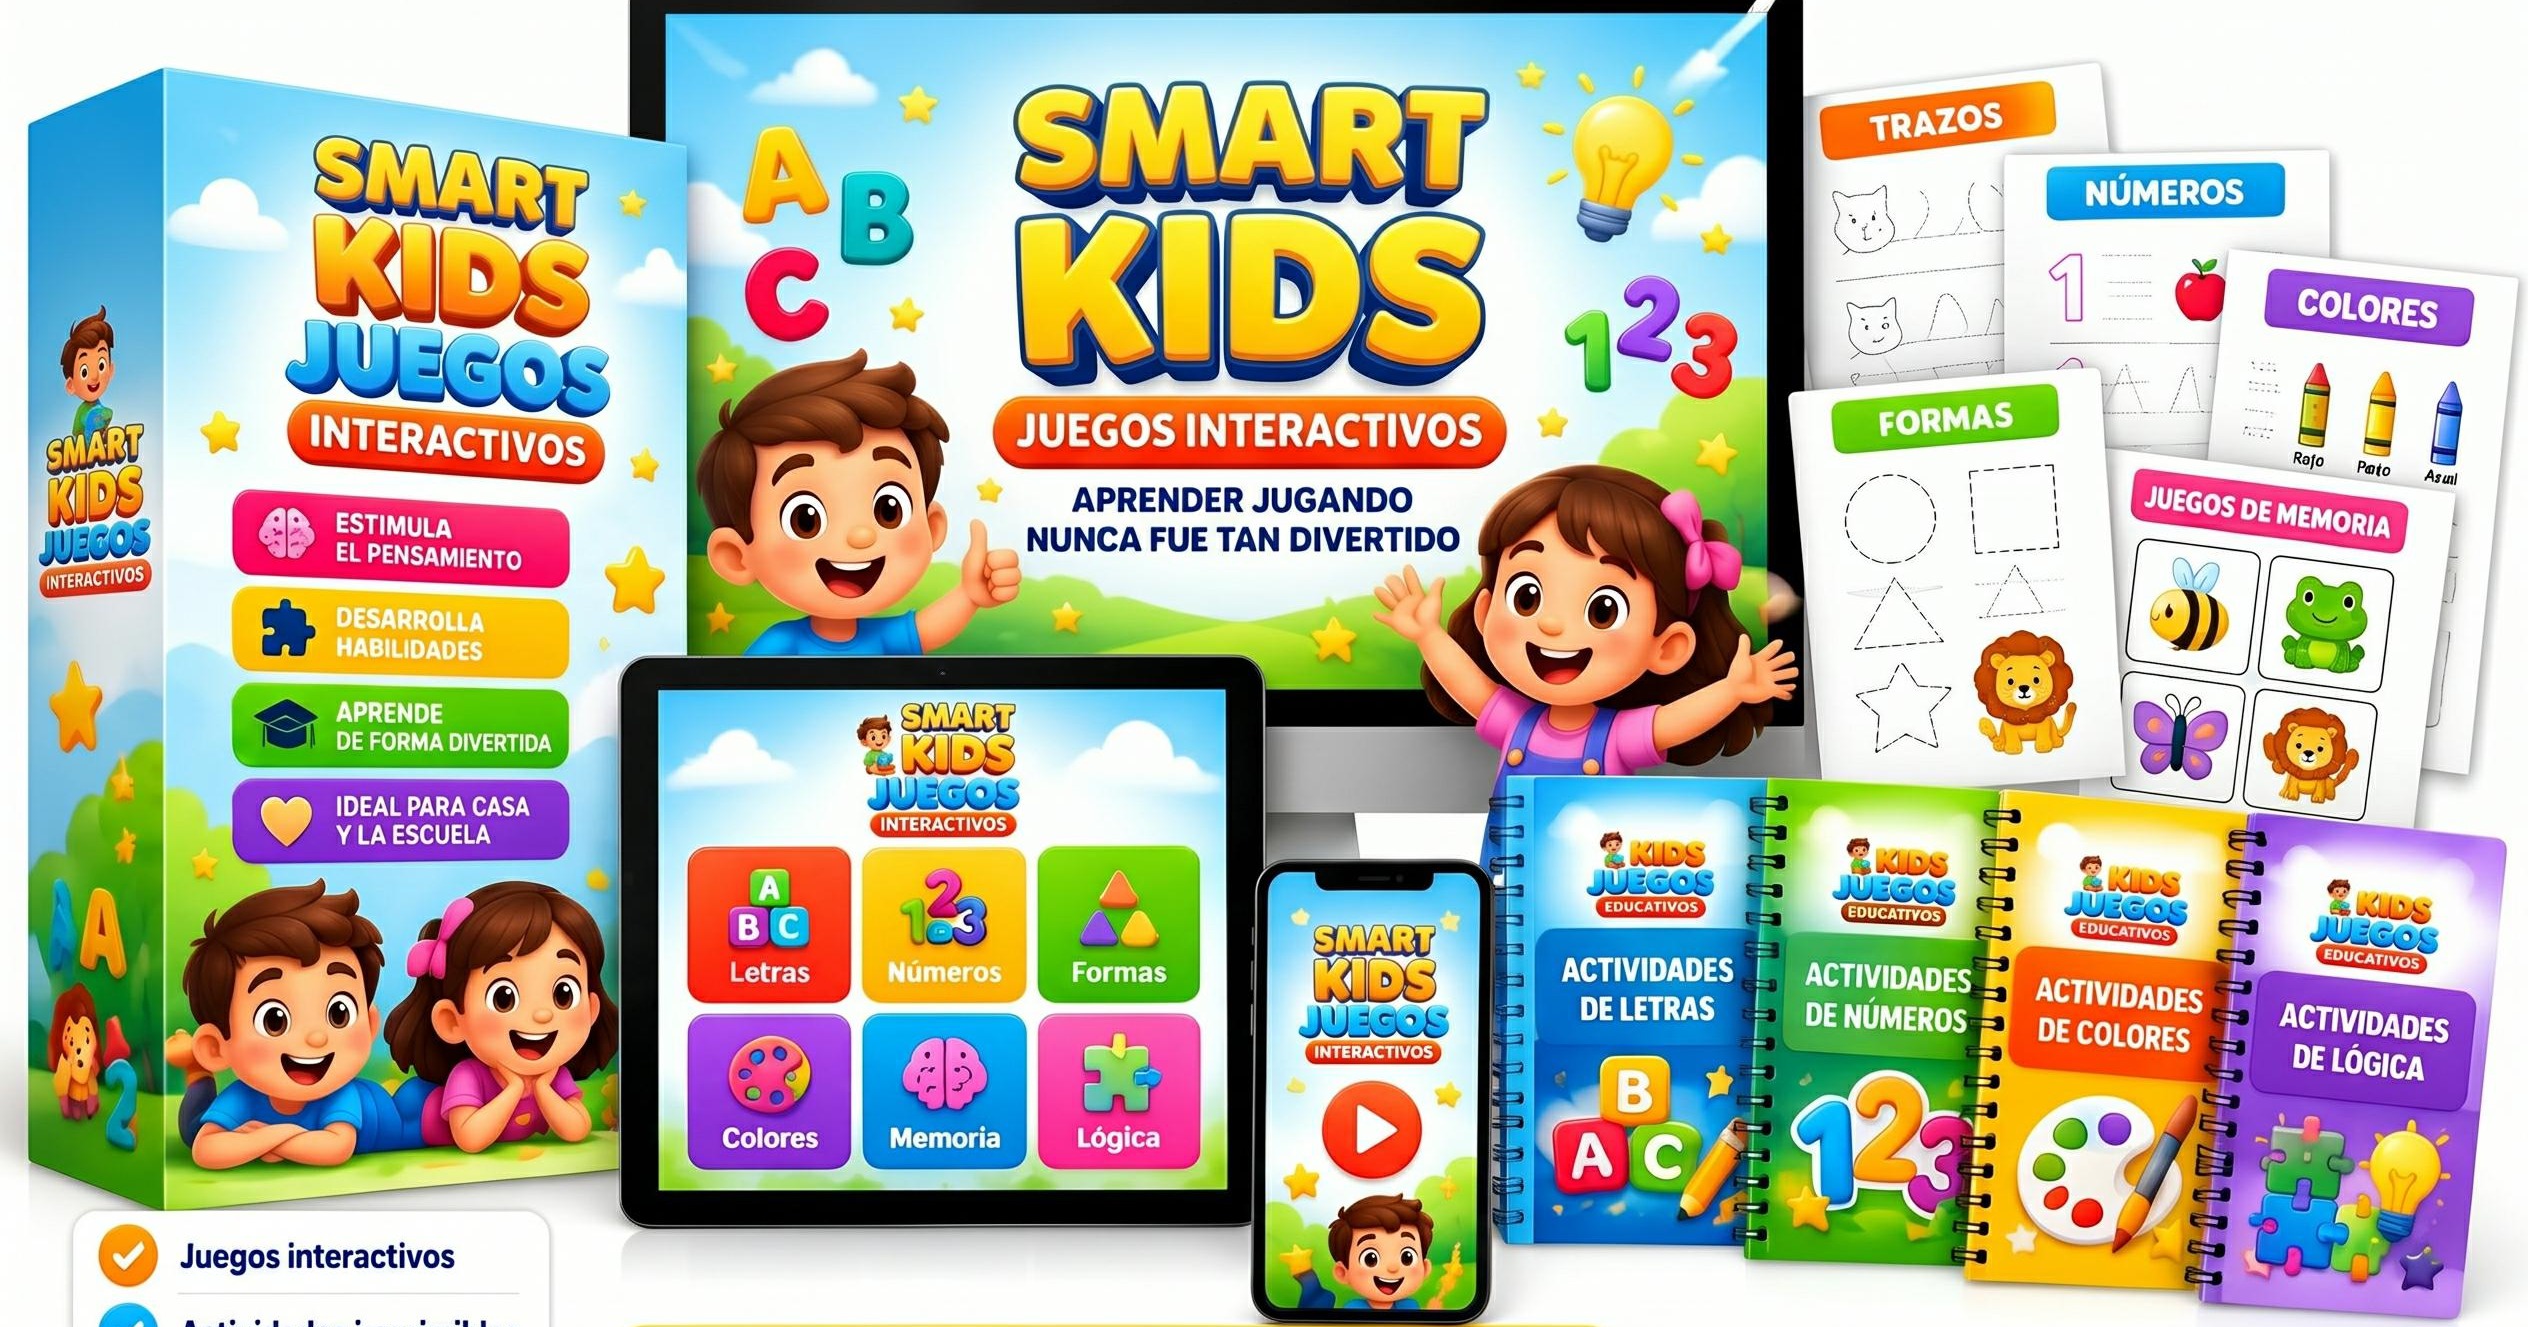 SMART
KIDS
JUEGOS
INTERACTIVOS
SMART
KIDS
JUEGOS
INTERACTIVOS
ESTIMULA
EL PENSAMIENTO
DESARROLLA
HABILIDADES
APRENDE
DE FORMA DIVERTIDA
IDEAL PARA CASA
Y LA ESCUELA
A
2
A
B
C
SMART
KIDS
JUEGOS INTERACTIVOS
APRENDER JUGANDO
NUNCA FUE TAN DIVERTIDO
123
TRAZOS
NÚMEROS
1
COLORES
Rafo
Asul
FORMAS
JUEGOS DE MEMORIA
SMART
KIDS
JUEGOS
INTERACTIVOS
A
B C
Letras
123
Números
Formas
Colores
Memoria
Lógica
SMART
KIDS
JUEGOS
INTERACTIVOS
KIDS
JUEGOS
EDUCATIVOS
ACTIVIDADES
DE LETRAS
B
A C
KIDS
JUEGOS
EDUCATIVOS
ACTIVIDADES
DE NÚMEROS
123
KIDS
JUEGOS
EDUCATIVOS
ACTIVIDADES
DE COLORES
KIDS
JUEGOS
EDUCATIVOS
ACTIVIDADES
DE LÓGICA
Juegos interactivos